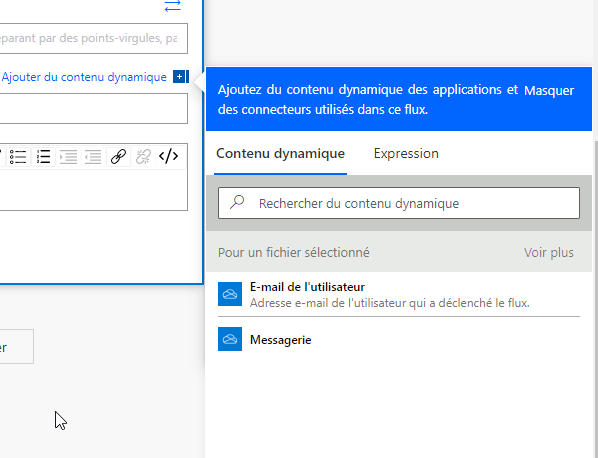 parant par des points-virgules, pa
Ajouter du contenu dynamique
Ajoutez du contenu dynamique des applications et Masquer
des connecteurs utilisés dans ce flux.
Contenu dynamique Expression
Rechercher du contenu dynamique
Pour un fichier sélectionné Voir plus
E-mail de l'utilisateur
Adresse e-mail de l'utilisateur qui a déclenché le flux.
Messagerie
er